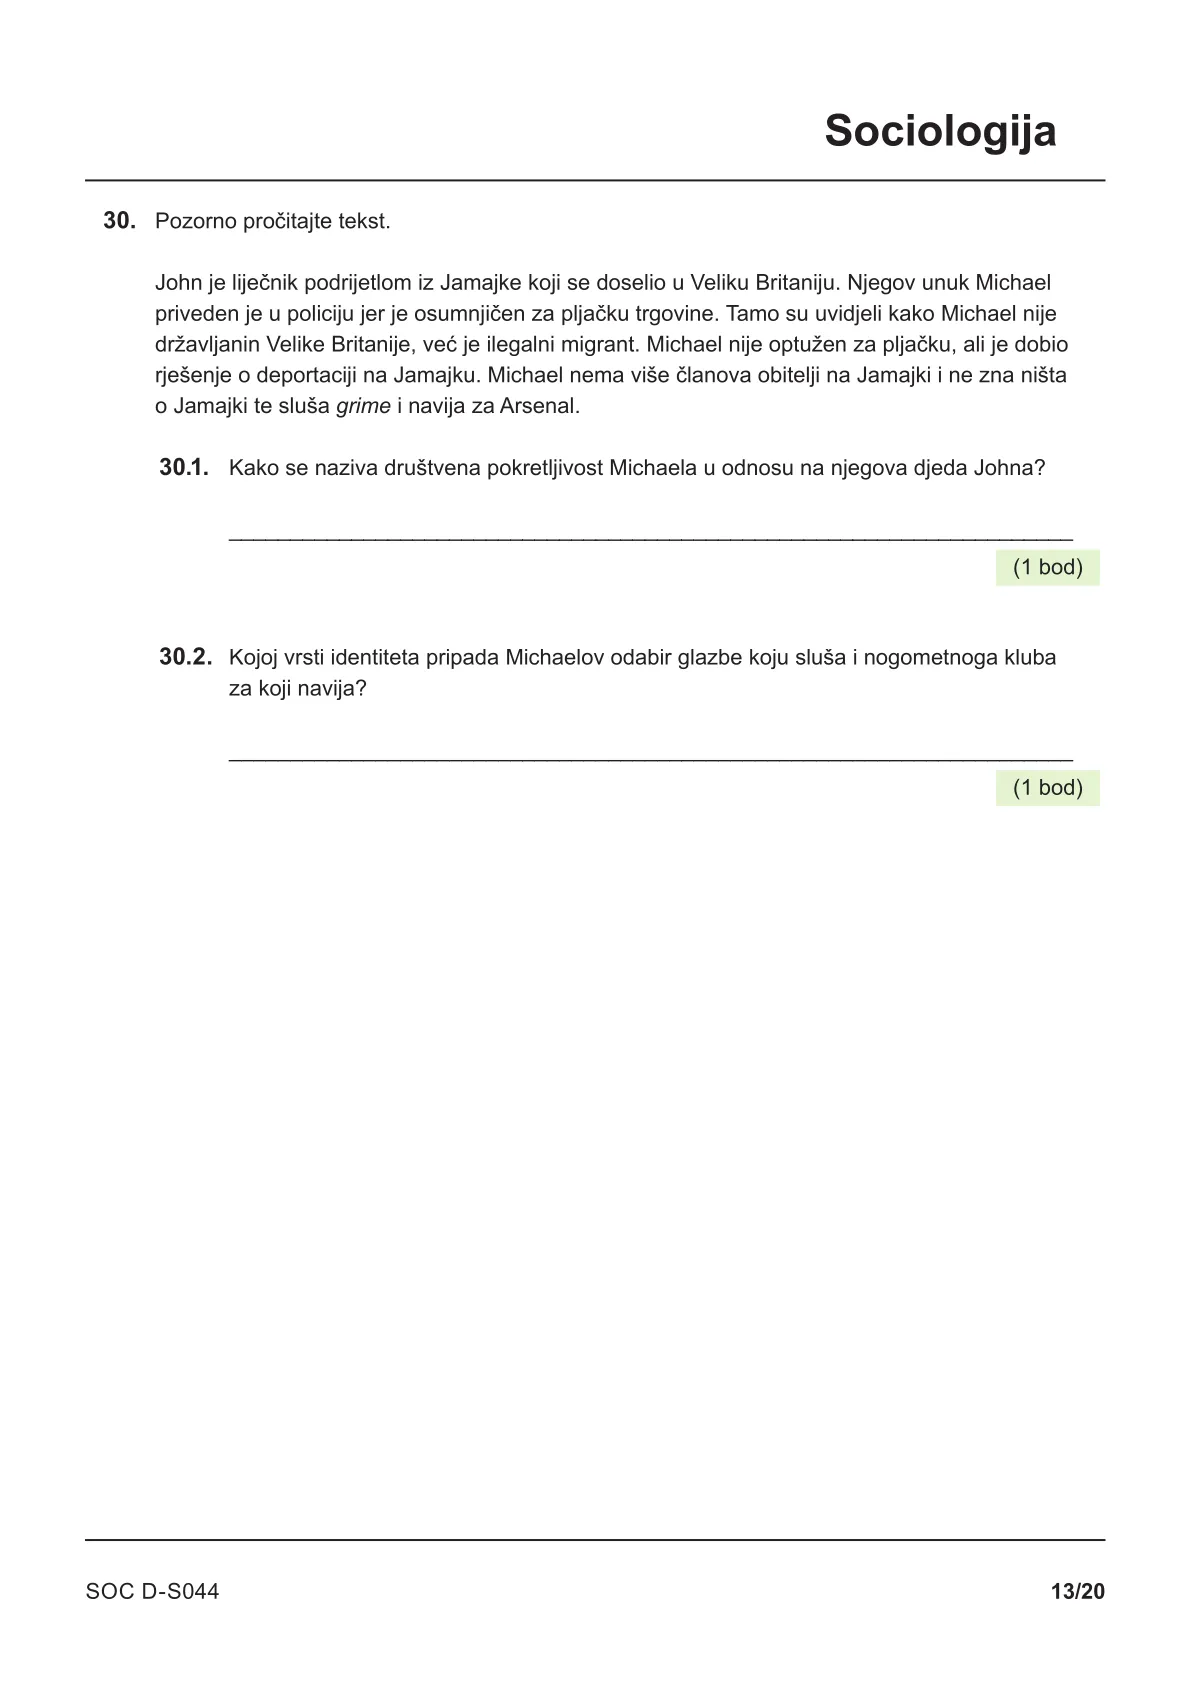 Sociologija
30. Pozorno pročitajte tekst.
John je liječnik podrijetlom iz Jamajke koji se doselio u Veliku Britaniju. Njegov unuk Michael
priveden je u policiju jer je osumnjičen za pljačku trgovine. Tamo su uvidjeli kako Michael nije
državljanin Velike Britanije, već je ilegalni migrant. Michael nije optužen za pljačku, ali je dobio
rješenje o deportaciji na Jamajku. Michael nema više članova obitelji na Jamajki i ne zna ništa
o Jamajki te sluša grime i navija za Arsenal.
30.1. Kako se naziva društvena pokretljivost Michaela u odnosu na njegova djeda Johna?
(1 bod)
30.2. Kojoj vrsti identiteta pripada Michaelov odabir glazbe koju sluša i nogometnoga kluba
za koji navija?
(1 bod)
SOC D-S044
13/20